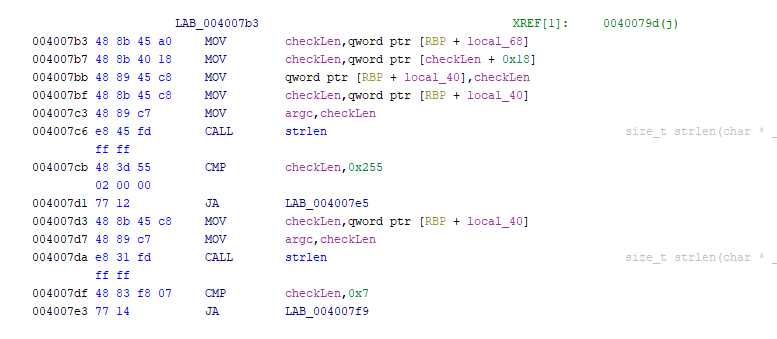 LAB_004007b3 XREF[1]: 0040079d(j)
004007b3 48 8b 45 a0 MOV checkLen,qword ptr [RBP + local_68]
004007b7 48 8b 40 18 MOV checkLen,qword ptr [checkLen + 0x18]
004007bb 48 89 45 c8 MOV qword ptr [RBP + local_40],checkLen
004007bf 48 8b 45 c8 MOV checkLen,qword ptr [RBP + local_40]
004007c3 48 89 c7 MOV argc,checkLen
004007c6 e8 45 fd CALL strlen size_t strlen(char * _
ff ff
004007cb 48 3d 55 CMP checkLen,0x255
02 00 00
004007d1 77 12 JA LAB_004007e5
004007d3 48 8b 45 c8 MOV checkLen,qword ptr [RBP + local_40]
004007d7 48 89 c7 MOV argc,checkLen
004007da e8 31 fd CALL strlen size_t strlen(char * _
ff ff
004007df 48 83 f8 07 CMP checkLen,0x7
004007e3 77 14 JA LAB_004007f9